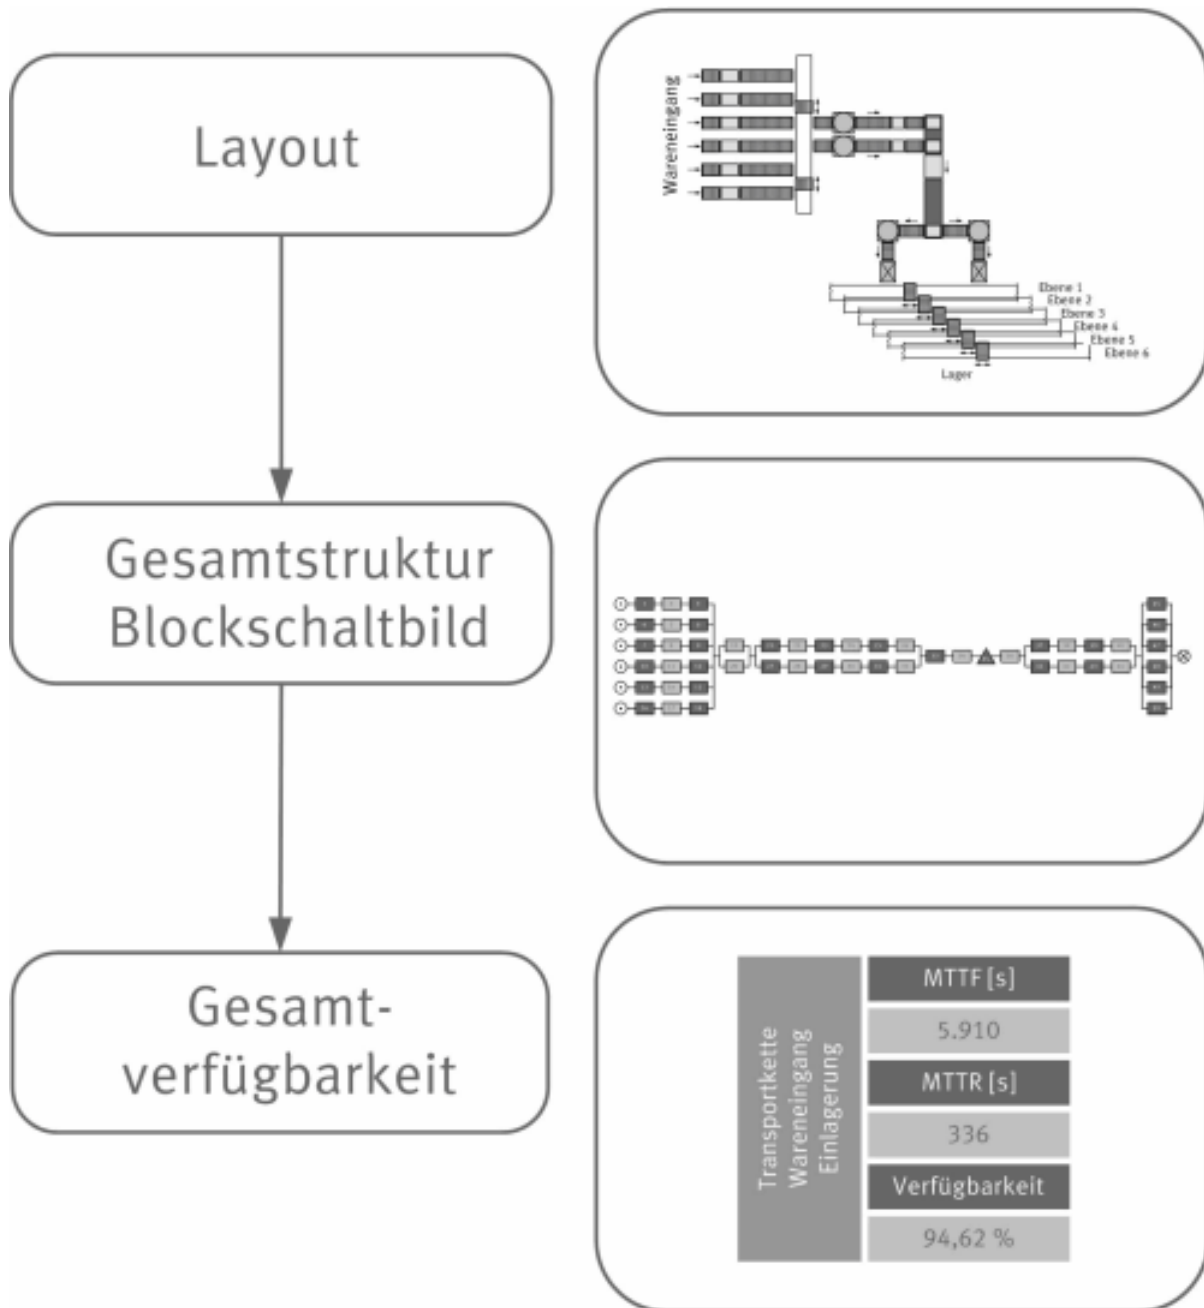 Layout
Wareneingang
Ebene 1
Ebene 2
Ebene 3
Ebene 4
Ebene 5
Ebene 6
Lager
Gesamtstruktur
Blockschaltbild
Gesamt-
verfügbarkeit
Transportkette
Wareneingang
Einlagerung
MTTF [s]
5.910
MTTR [s]
336
Verfügbarkeit
94,62 %